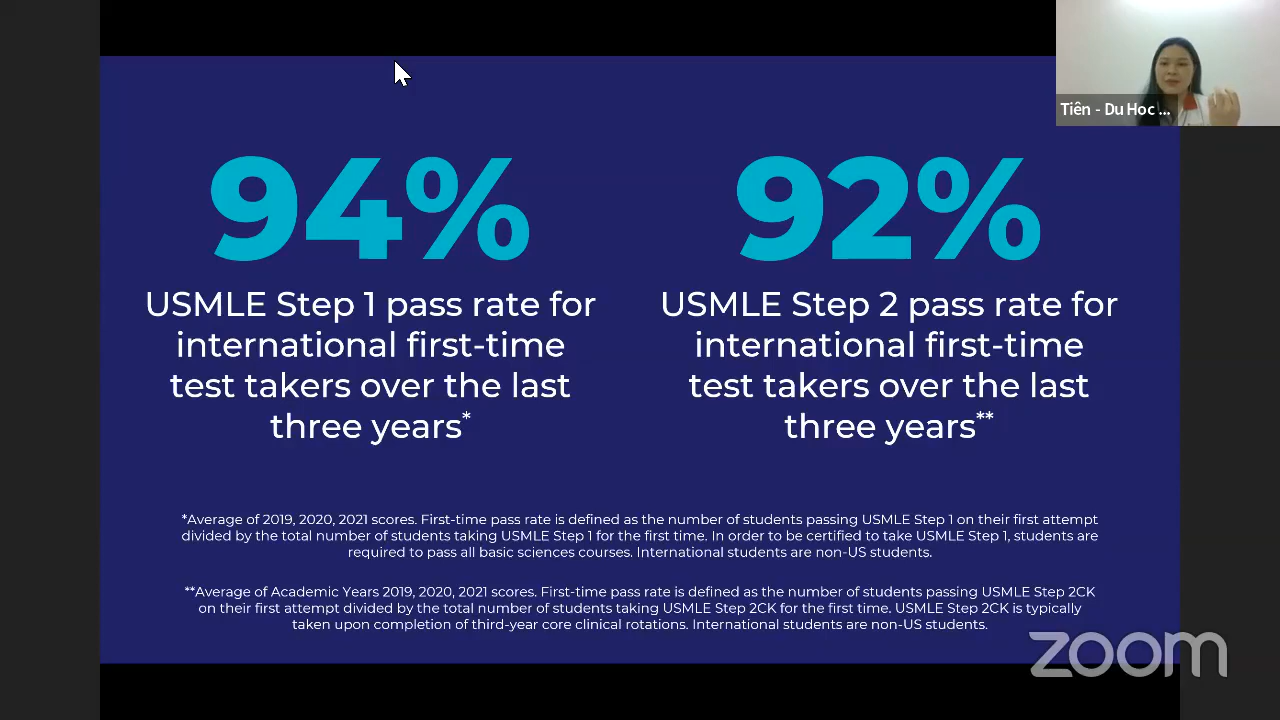 Tiên - Du Hoc ...
94%
USMLE Step 1 pass rate for
international first-time
test takers over the last
three years*
92%
USMLE Step 2 pass rate for
international first-time
test takers over the last
three years**
*Average of 2019, 2020, 2021 scores. First-time pass rate is defined as the number of students passing USMLE Step 1 on their first attempt
divided by the total number of students taking USMLE Step 1 for the first time. In order to be certified to take USMLE Step 1, students are
required to pass all basic sciences courses. International students are non-US students.
**Average of Academic Years 2019, 2020, 2021 scores. First-time pass rate is defined as the number of students passing USMLE Step 2CK
on their first attempt divided by the total number of students taking USMLE Step 2CK for the first time. USMLE Step 2CK is typically
taken upon completion of third-year core clinical rotations. International students are non-US students.
zoom